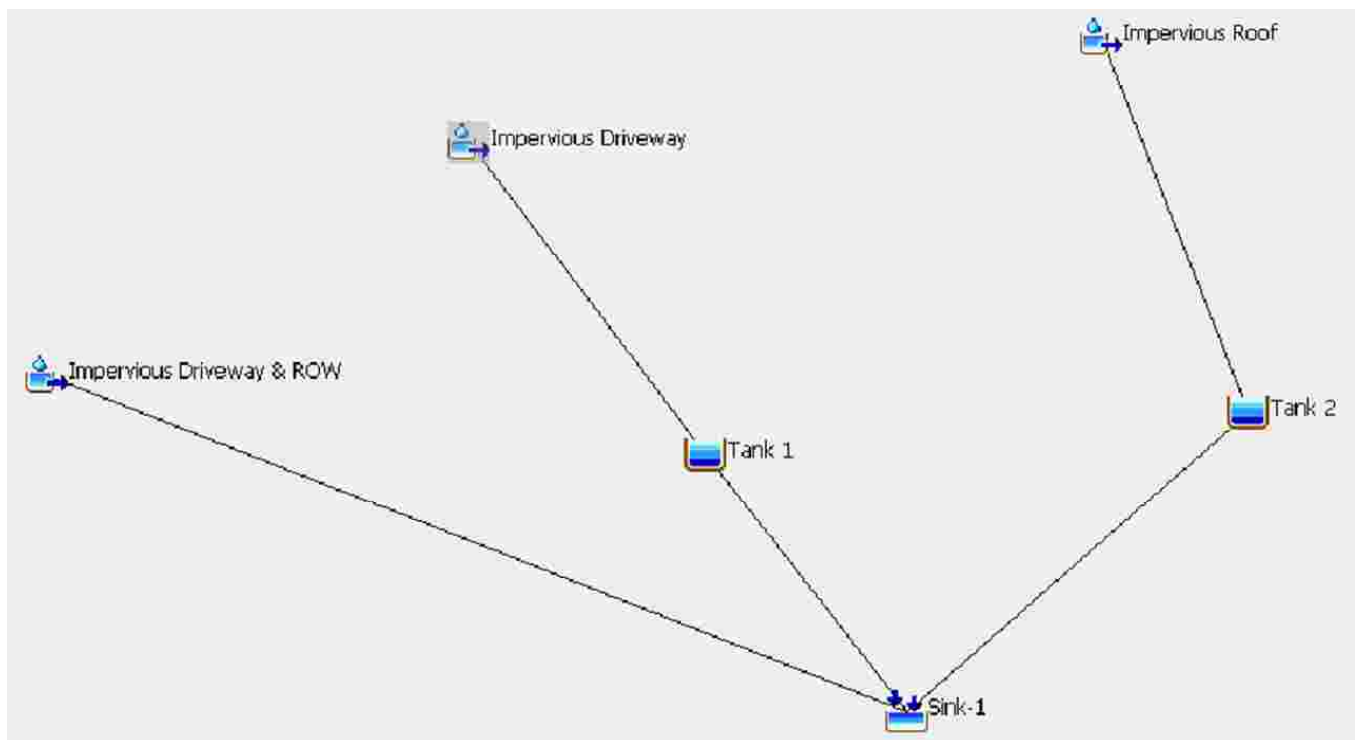 Impervious Roof
Impervious Driveway
Impervious Driveway & ROW
Tank 2
Tank 1
Sink-1